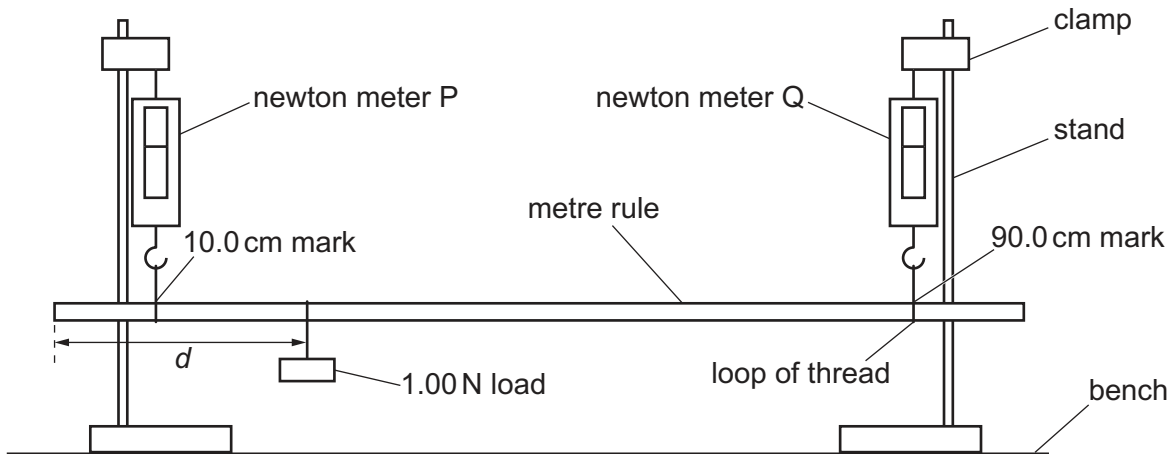 clamp
newton meter P
newton meter Q
stand
metre rule
10.0 cm mark
90.0 cm mark
d
1.00 N load
loop of thread
bench